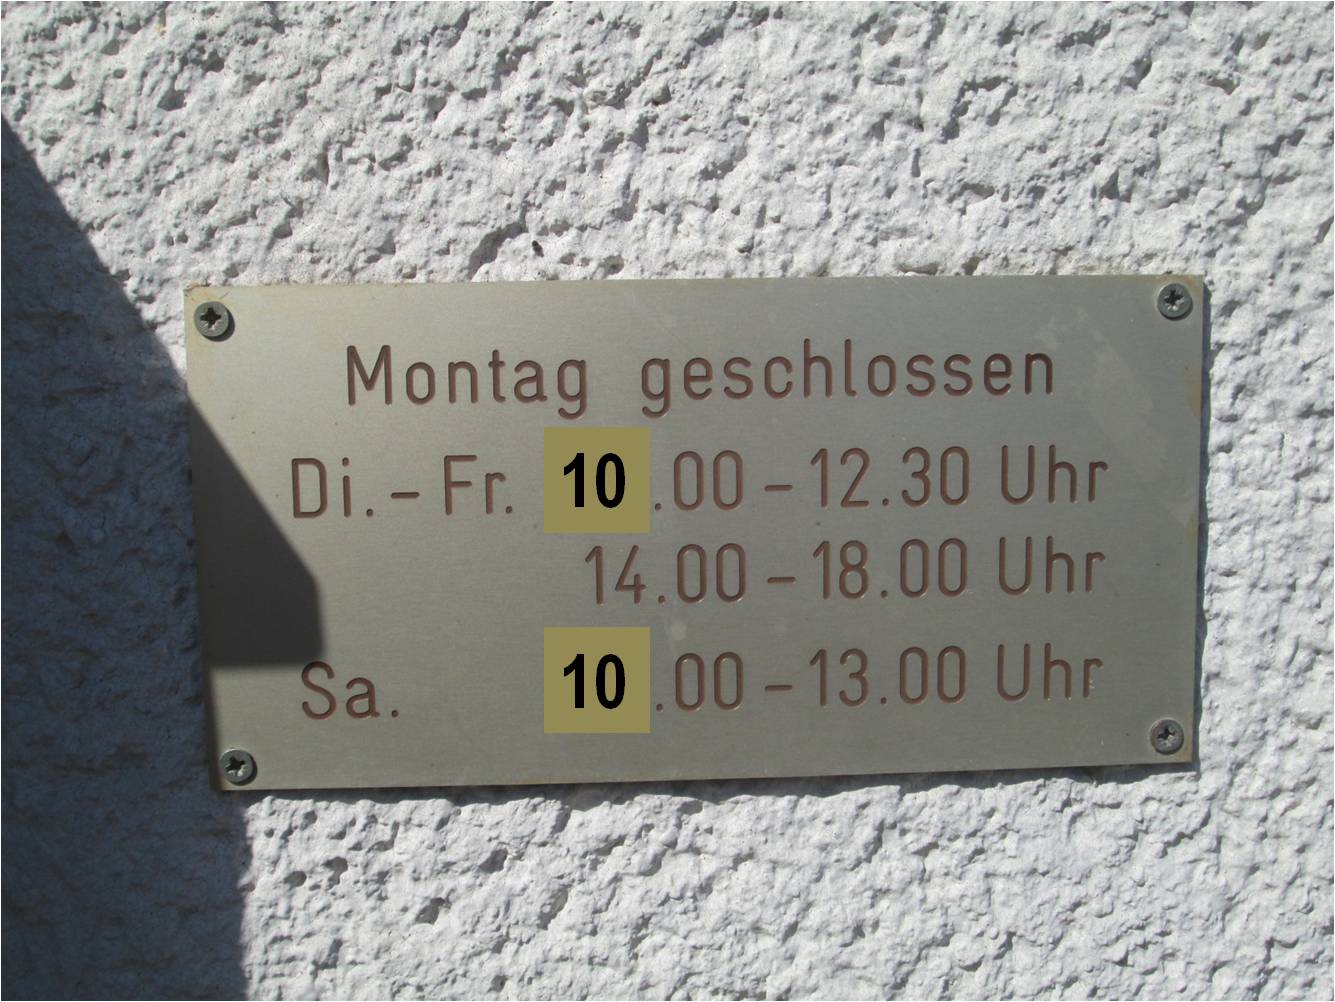 Montag geschlossen
Di.-Fr. 10.00-12.30 Uhr
14.00-18.00 Uhr
Sa. 10.00-13.00 Uhr